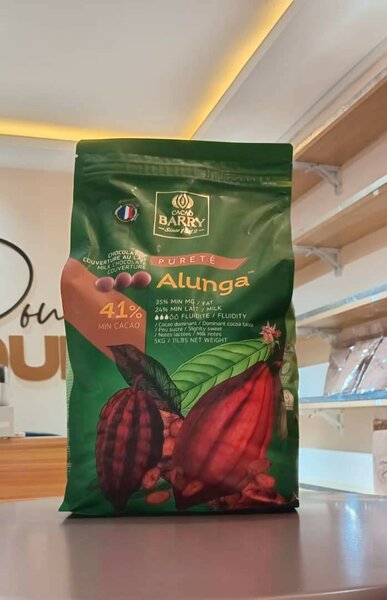 CACAO
BARRY
Since 1842
PURETÉ
Alunga™
CHOCOLAT DE
COUVERTURE AU LAIT
MILK CHOCOLATE
COUVERTURE
41%
MIN CACAO
35% MIN MG / FAT
24% MIN LAIT / MILK
FLUIDITÉ / FLUIDITY
/ Cacao dominant / Dominant cocoa taste
/ Peu sucré / Slightly sweet
/ Notes lactées / Milk notes
5KG / 11LBS NET WEIGHT